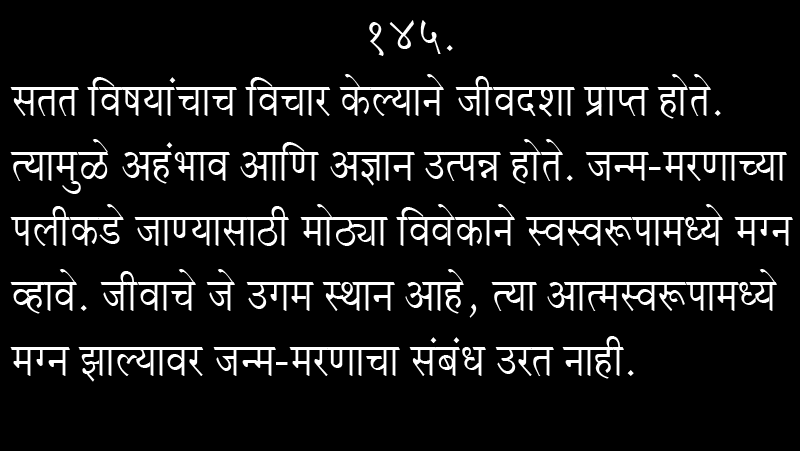 १४५.
सतत विषयांचाच विचार केल्याने जीवदशा प्राप्त होते.
त्यामुळे अहंभाव आणि अज्ञान उत्पन्न होते. जन्म-मरणाच्या
पलीकडे जाण्यासाठी मोठ्या विवेकाने स्वस्वरूपामध्ये मग्न
व्हावे. जीवाचे जे उगम स्थान आहे, त्या आत्मस्वरूपामध्ये
मग्न झाल्यावर जन्म-मरणाचा संबंध उरत नाही.